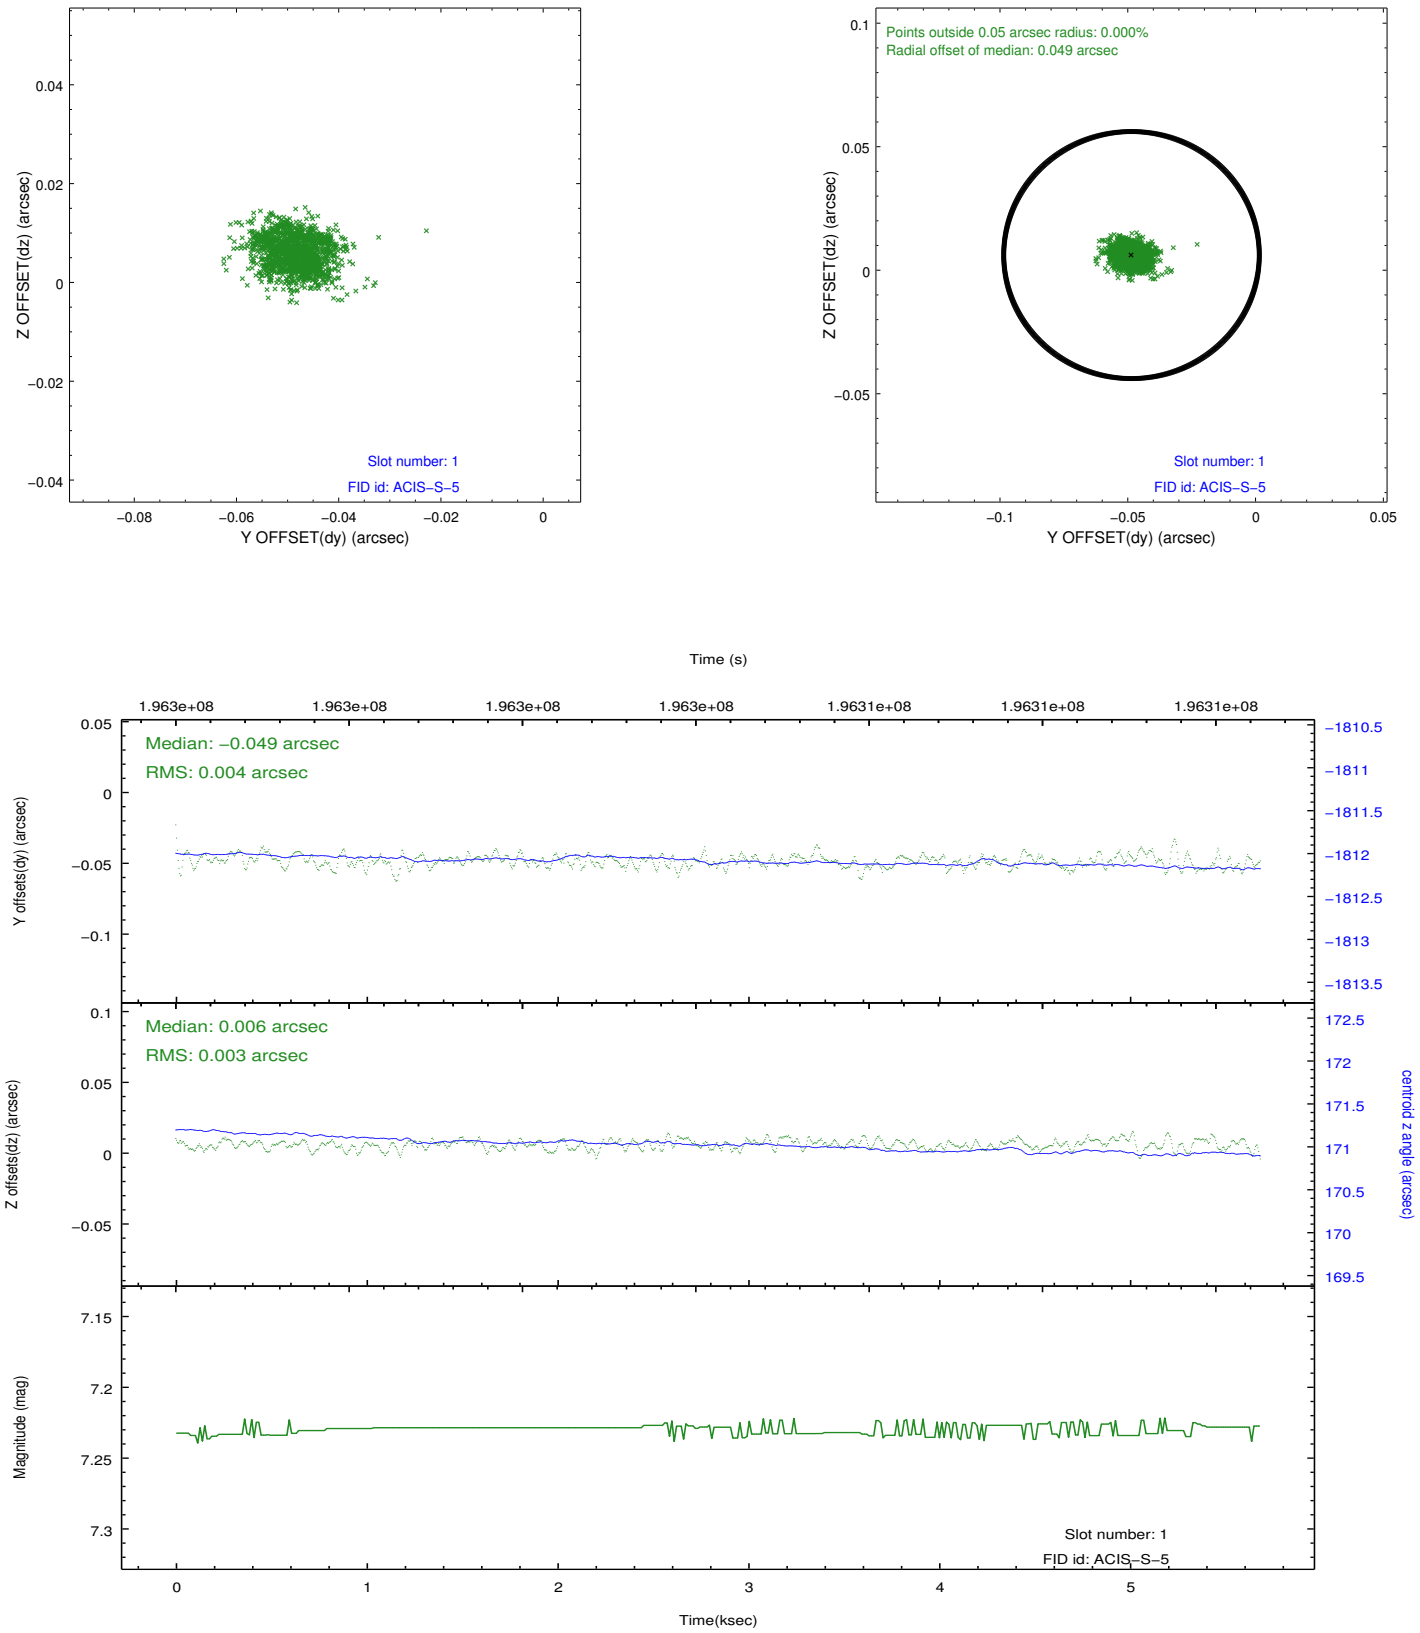 0.04
0.02
0
−0.02
−0.04
Z OFFSET(dz) (arcsec)
Slot number: 1
FID id: ACIS−S−5
−0.08
−0.06
−0.04
−0.02
0
Y OFFSET(dy) (arcsec)
Points outside 0.05 arcsec radius: 0.000%
Radial offset of median: 0.049 arcsec
0.1
0.05
0
−0.05
Z OFFSET(dz) (arcsec)
Slot number: 1
FID id: ACIS−S−5
−0.1
−0.05
0
0.05
Y OFFSET(dy) (arcsec)
Time (s)
1.963e+08
1.963e+08
1.963e+08
1.963e+08
1.9631e+08
1.9631e+08
1.9631e+08
Median: −0.049 arcsec
RMS: 0.004 arcsec
0.05
0
−0.05
−0.1
Y offsets(dy) (arcsec)
−1810.5
−1811
−1811.5
−1812
−1812.5
−1813
−1813.5
Median: 0.006 arcsec
RMS: 0.003 arcsec
0.1
0.05
0
−0.05
Z offsets(dz) (arcsec)
172.5
172
171.5
171
170.5
170
169.5
centroid z angle (arcsec)
7.15
7.2
7.25
7.3
Magnitude (mag)
Slot number: 1
FID id: ACIS−S−5
0
1
2
3
4
5
Time(ksec)